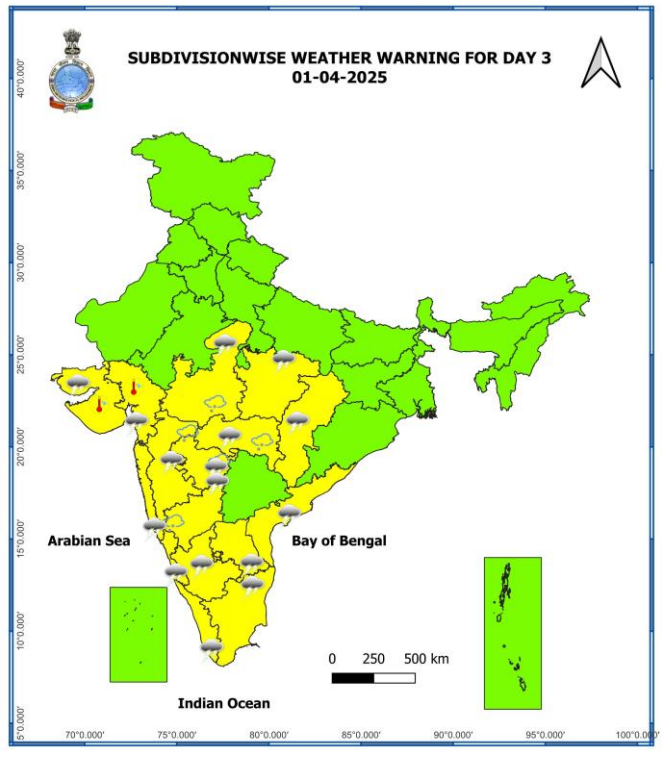 SUBDIVISIONWISE WEATHER WARNING FOR DAY 3
01-04-2025
40°0.000'
35°0.000'
30°0.000'
25°0.000'
20°0.000'
15°0.000'
10°0.000'
5°0.000'
Arabian Sea
Bay of Bengal
0 250 500 km
Indian Ocean
70°0.000' 75°0.000' 80°0.000' 85°0.000' 90°0.000' 95°0.000' 100°0.000'